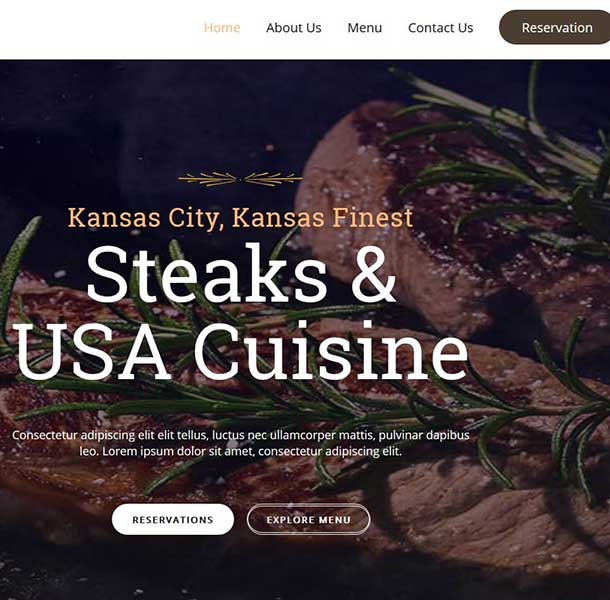 Home About Us Menu Contact Us Reservation
Kansas City, Kansas Finest
Steaks &
USA Cuisine
Consectetur adipiscing elit elit tellus, luctus nec ullamcorper mattis, pulvinar dapibus
leo. Lorem ipsum dolor sit amet, consectetur adipiscing elit.
RESERVATIONS EXPLORE MENU